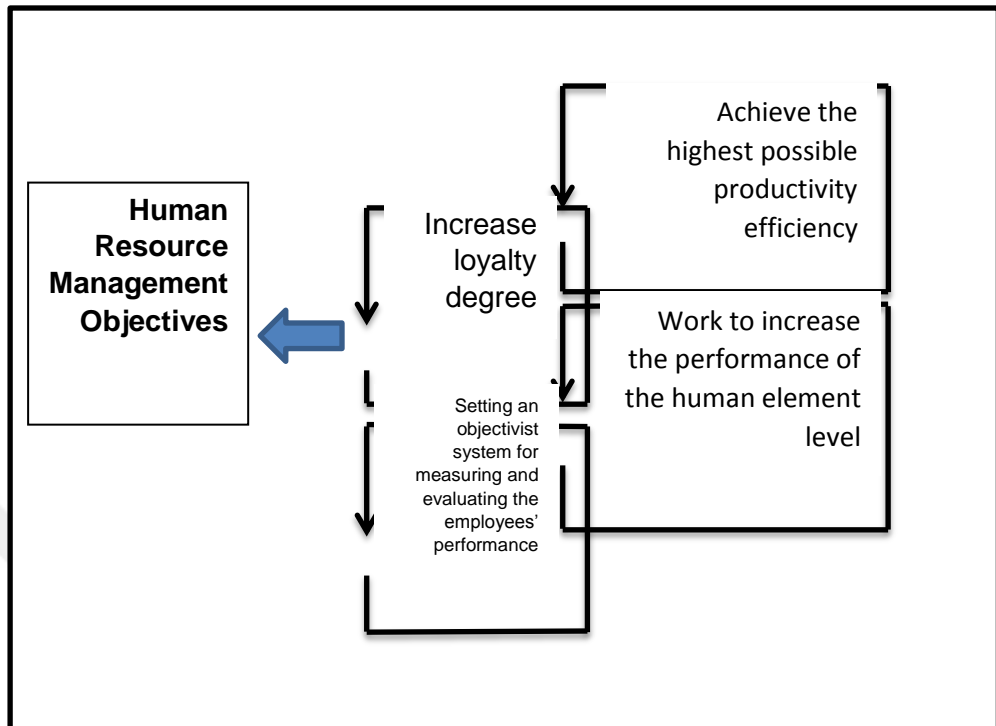 Human
Resource
Management
Objectives
Increase
loyalty
degree
Setting an
objectivist
system for
measuring and
evaluating the
employees’
performance
Achieve the
highest possible
productivity
efficiency
Work to increase
the performance of
the human element
level